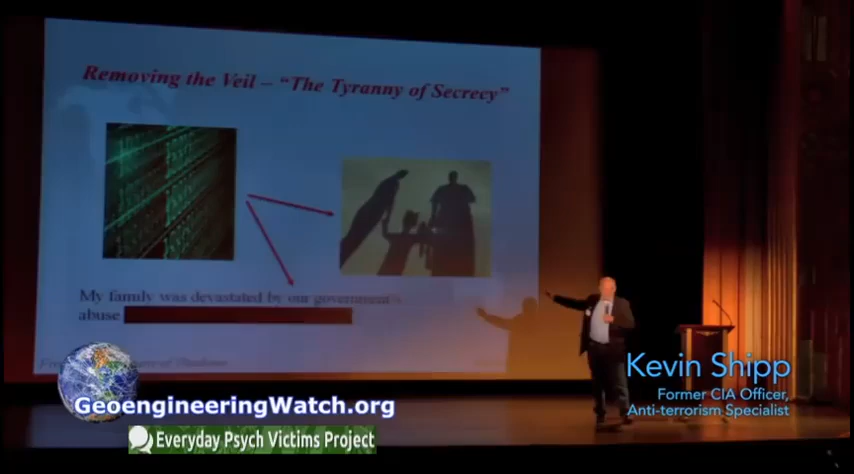 Removing the Veil – "The Tyranny of Secrecy"
My family was devastated by our government's
abuse
Kevin Shipp
Former CIA Officer,
Anti-terrorism Specialist
GeoengineeringWatch.org
Everyday Psych Victims Project